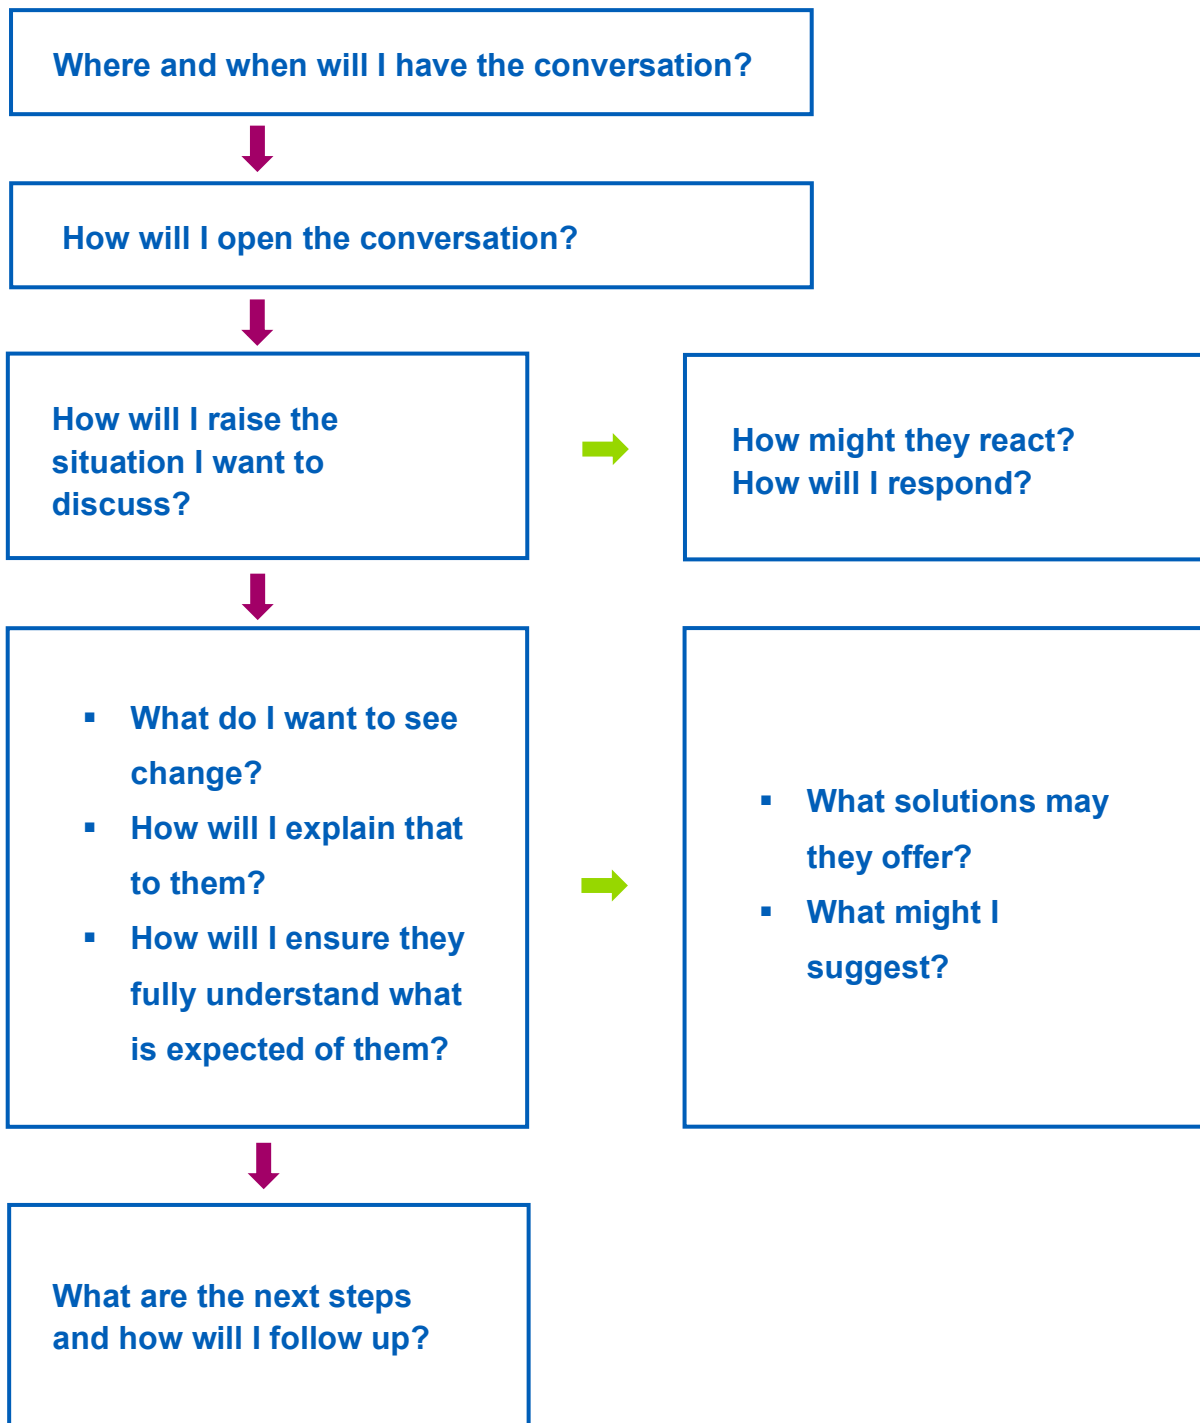 Where and when will I have the conversation?
How will I open the conversation?
How will I raise the
situation I want to
discuss?
How might they react?
How will I respond?
▪ What do I want to see
change?
▪ How will I explain that
to them?
▪ How will I ensure they
fully understand what
is expected of them?
▪ What solutions may
they offer?
▪ What might I
suggest?
What are the next steps
and how will I follow up?